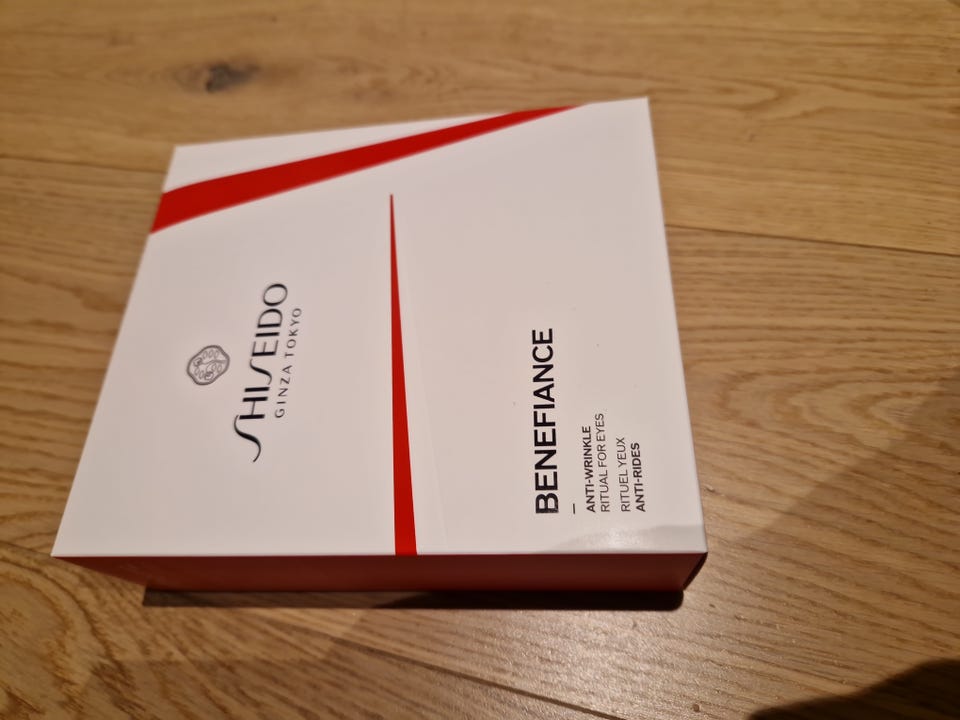 SHISEIDO
GINZA TOKYO
BENEFIANCE
–
ANTI-WRINKLE
RITUAL FOR EYES
RITUEL YEUX
ANTI-RIDES